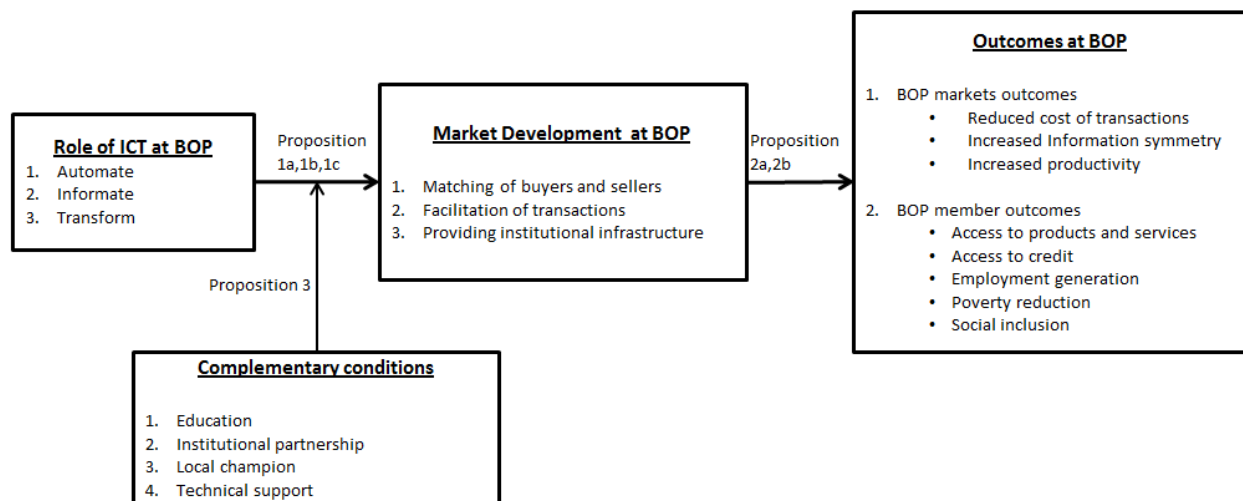 Role of ICT at BOP
1. Automate
2. Informate
3. Transform
Proposition
1a,1b,1c
Proposition 3
Complementary conditions
1. Education
2. Institutional partnership
3. Local champion
4. Technical support
Market Development at BOP
1. Matching of buyers and sellers
2. Facilitation of transactions
3. Providing institutional infrastructure
Proposition
2a,2b
Outcomes at BOP
1. BOP markets outcomes
• Reduced cost of transactions
• Increased Information symmetry
• Increased productivity
2. BOP member outcomes
• Access to products and services
• Access to credit
• Employment generation
• Poverty reduction
• Social inclusion